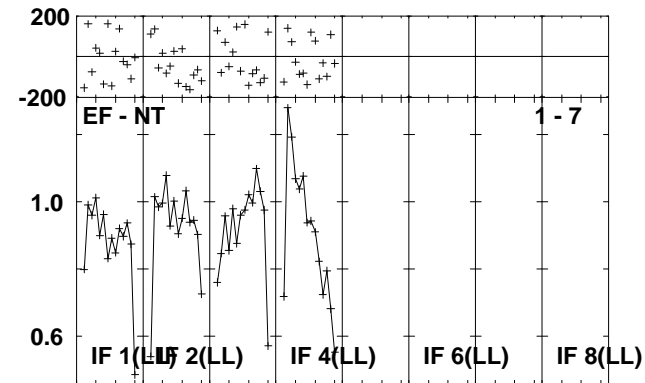 200
-200
EF - NT 1 - 7
1.0
0.6
IF 1(LL) IF 2(LL) IF 4(LL) IF 6(LL) IF 8(LL)